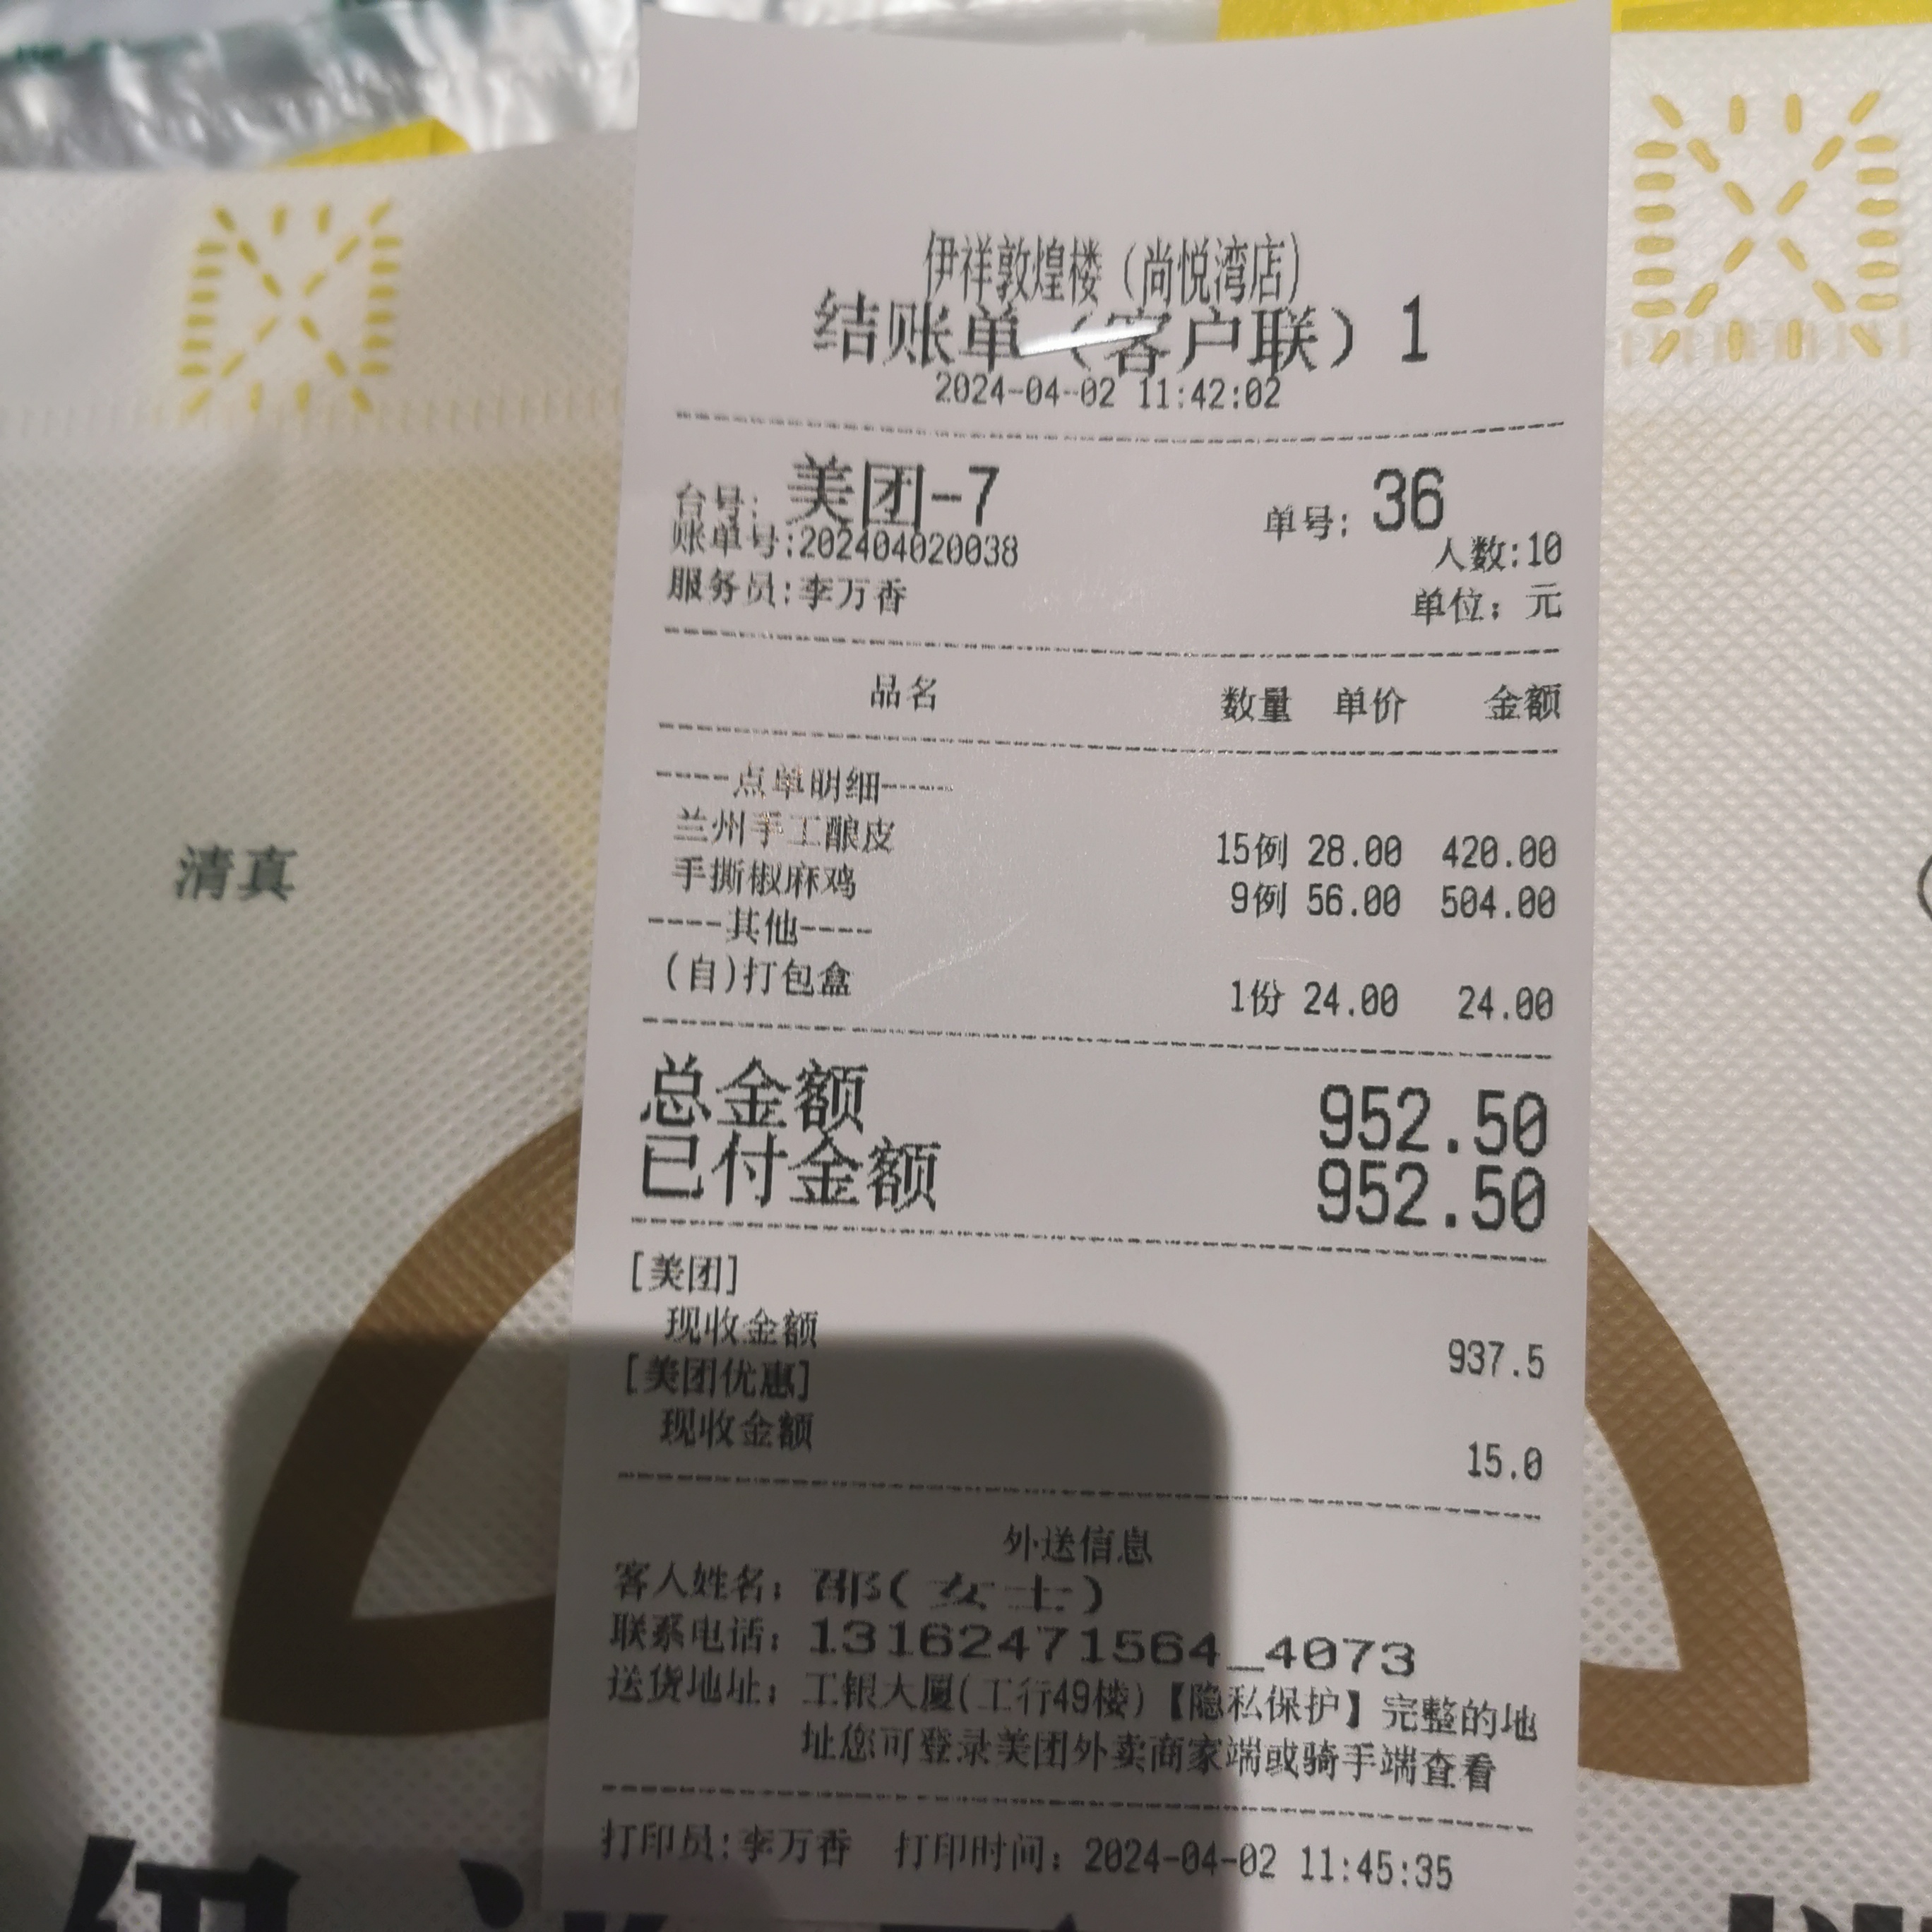 伊祥敦煌楼（尚悦湾店）
结账单（客户联）1
2024-04-02 11:42:02
台号: 美团-7 单号: 36
账单号:202404020038 人数:10
服务员:李万香 单位: 元
品名 数量 单价 金额
-----点单明细-----
兰州手工酿皮 15例 28.00 420.00
手撕椒麻鸡 9例 56.00 504.00
----其他----
(自)打包盒 1份 24.00 24.00
总金额 952.50
已付金额 952.50
[美团]
现收金额 937.5
[美团优惠]
现收金额 15.0
外送信息
客人姓名: 邵(女士)
联系电话: 13162471564_4073
送货地址: 工银大厦(工行49楼)【隐私保护】完整的地
址您可登录美团外卖商家端或骑手端查看
打印员:李万香 打印时间: 2024-04-02 11:45:35
清真